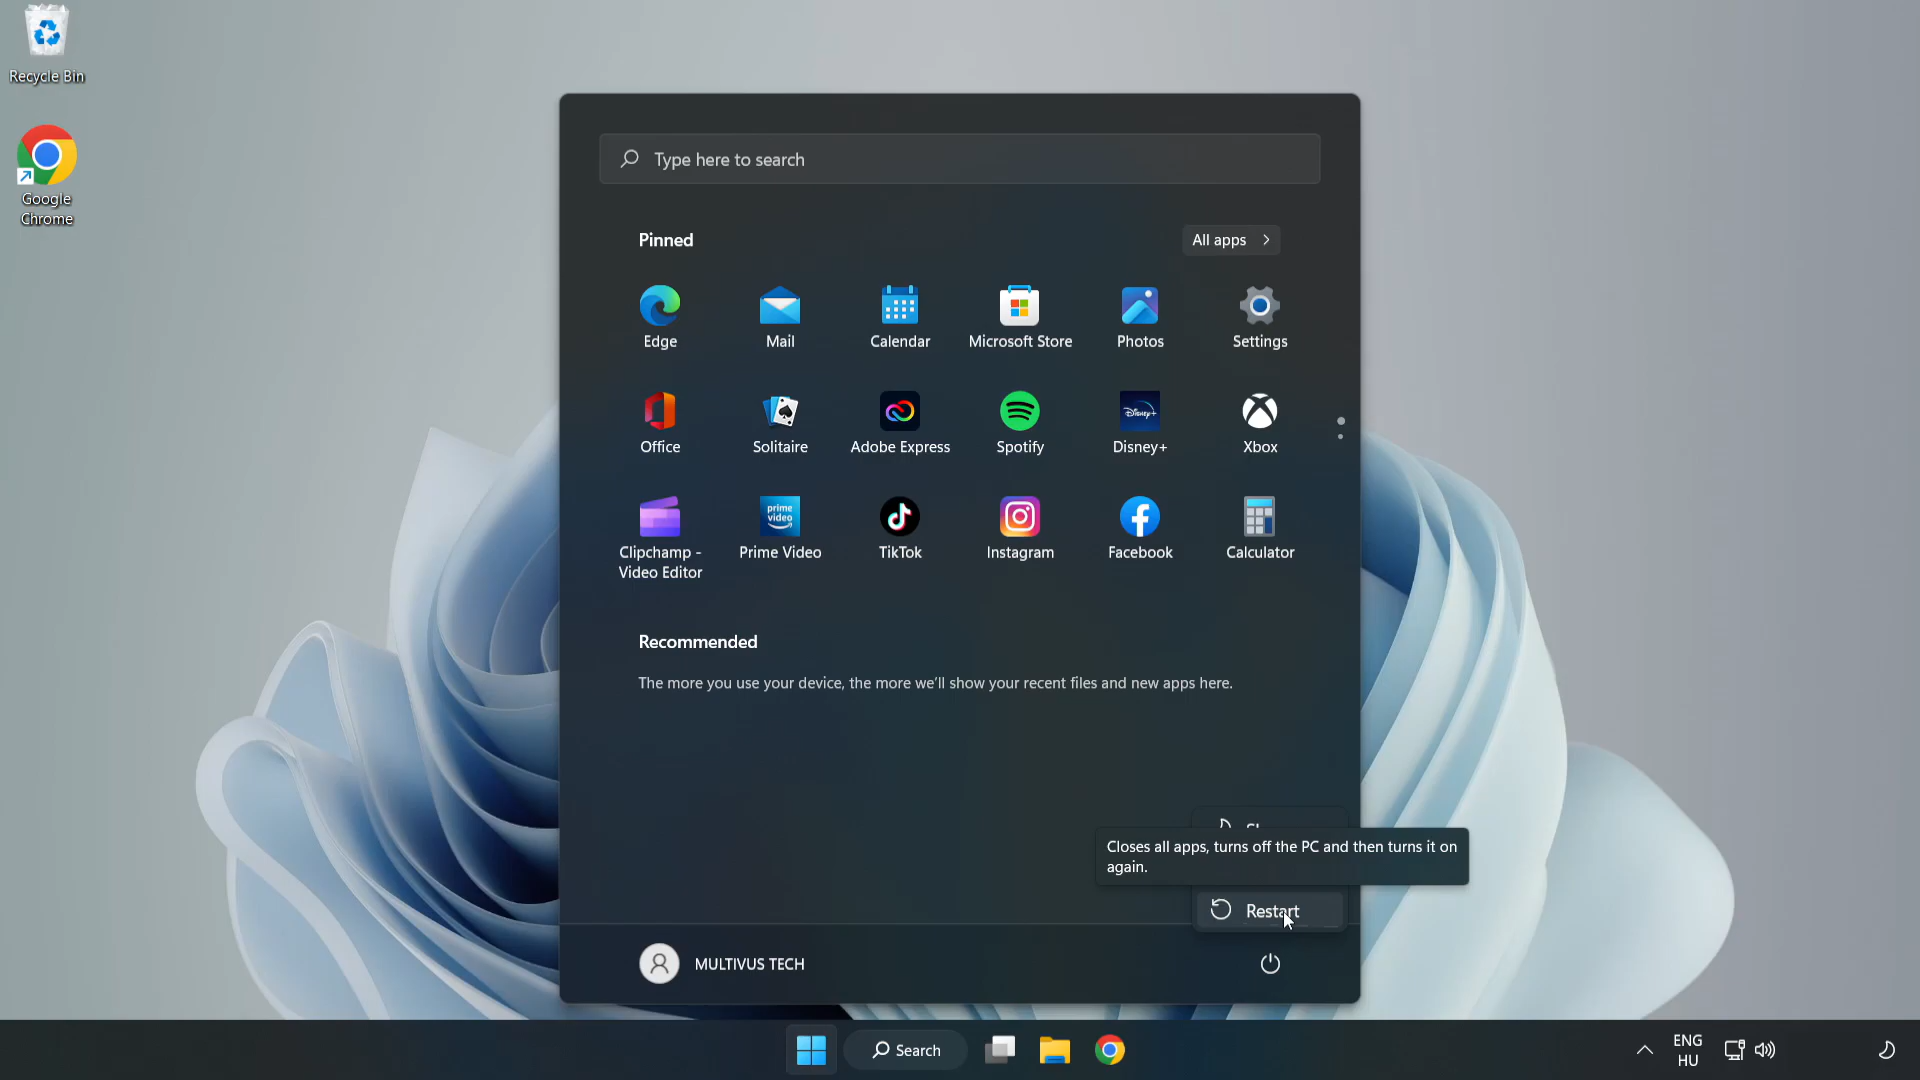 Recycle Bin
Google
Chrome
Type here to search
Pinned
All apps
Edge
Mail
Calendar
Microsoft Store
Photos
Settings
Office
Solitaire
Adobe Express
Spotify
Disney+
Disney+
Xbox
prime
video
Clipchamp -
Video Editor
Prime Video
TikTok
Instagram
Facebook
Calculator
Recommended
The more you use your device, the more we'll show your recent files and new apps here.
Closes all apps, turns off the PC and then turns it on
again.
Restart
MULTIVUS TECH
Search
ENG
HU